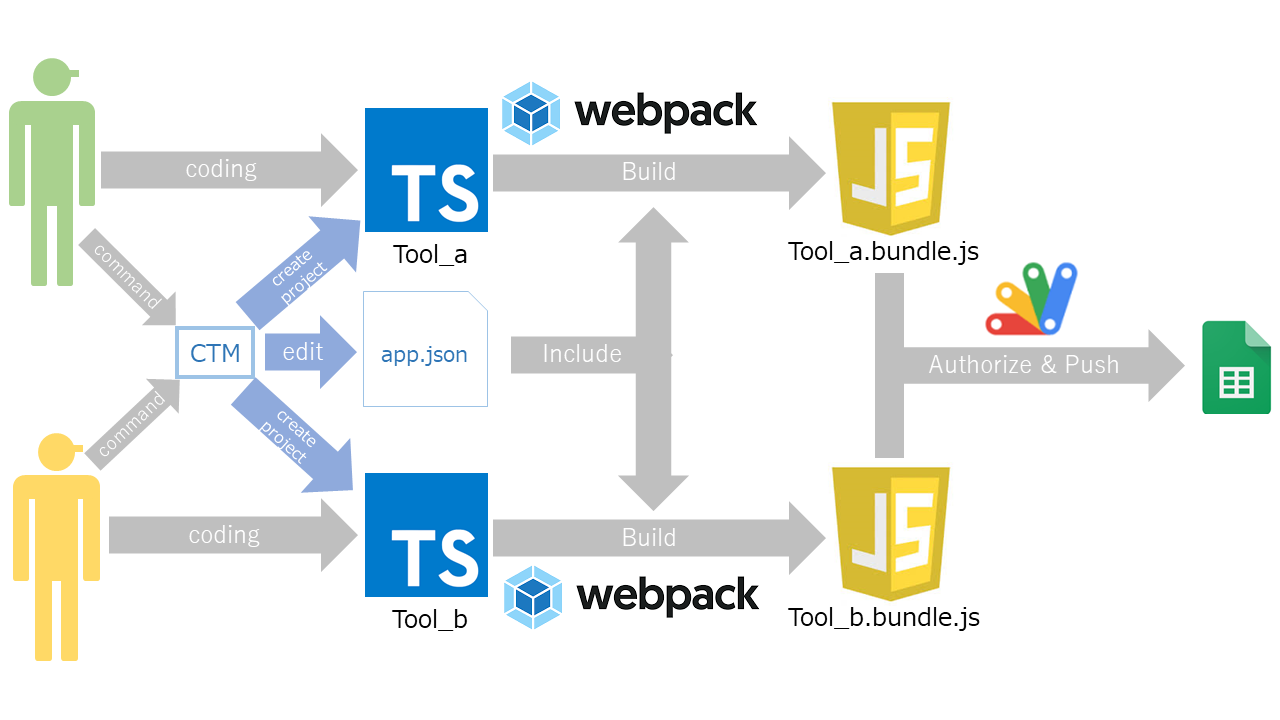 webpack
coding
Build
TS
JS
Tool_a
Tool_a.bundle.js
command
create
project
CTM
edit
app.json
Include
Authorize & Push
command
create
project
coding
TS
Build
JS
webpack
Tool_b
Tool_b.bundle.js